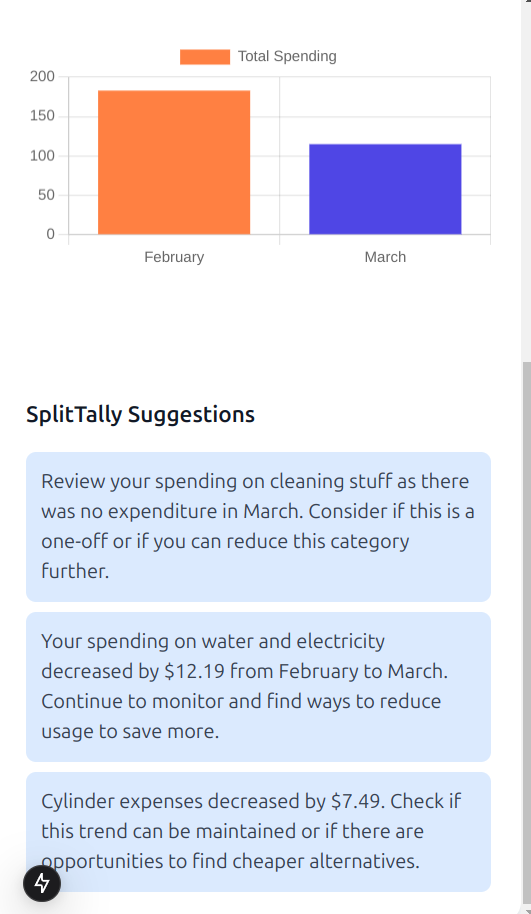 Total Spending
200
150
100
50
0
February March
SplitTally Suggestions
Review your spending on cleaning stuff as there
was no expenditure in March. Consider if this is a
one-off or if you can reduce this category
further.
Your spending on water and electricity
decreased by $12.19 from February to March.
Continue to monitor and find ways to reduce
usage to save more.
Cylinder expenses decreased by $7.49. Check if
this trend can be maintained or if there are
opportunities to find cheaper alternatives.